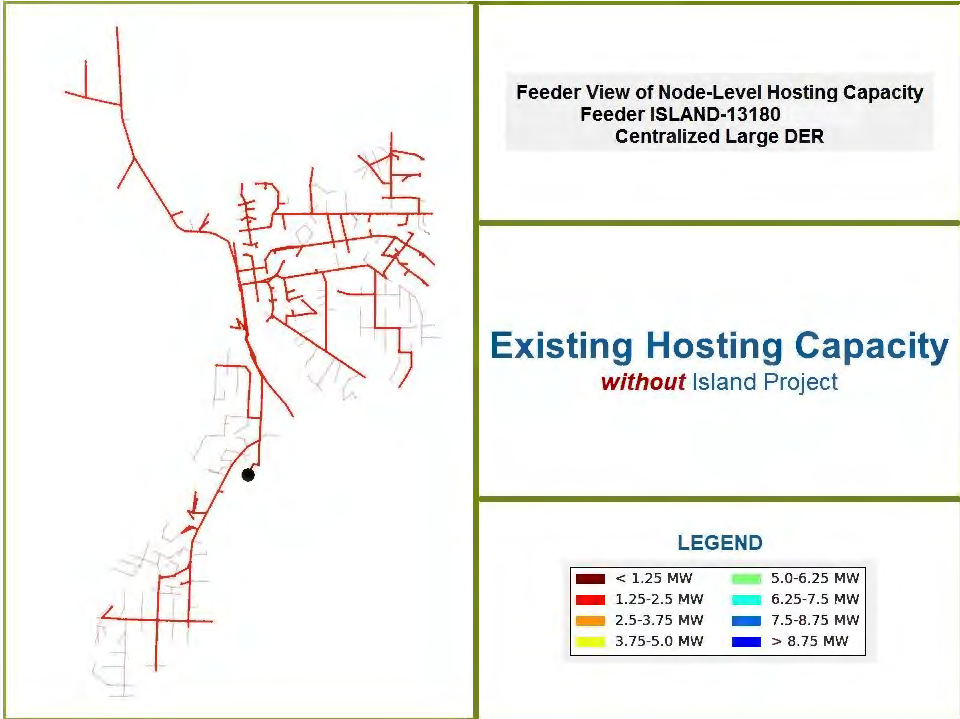 Feeder View of Node-Level Hosting Capacity
Feeder ISLAND-13180
Centralized Large DER
Existing Hosting Capacity
without Island Project
LEGEND
< 1.25 MW
1.25-2.5 MW
2.5-3.75 MW
3.75-5.0 MW
5.0-6.25 MW
6.25-7.5 MW
7.5-8.75 MW
> 8.75 MW